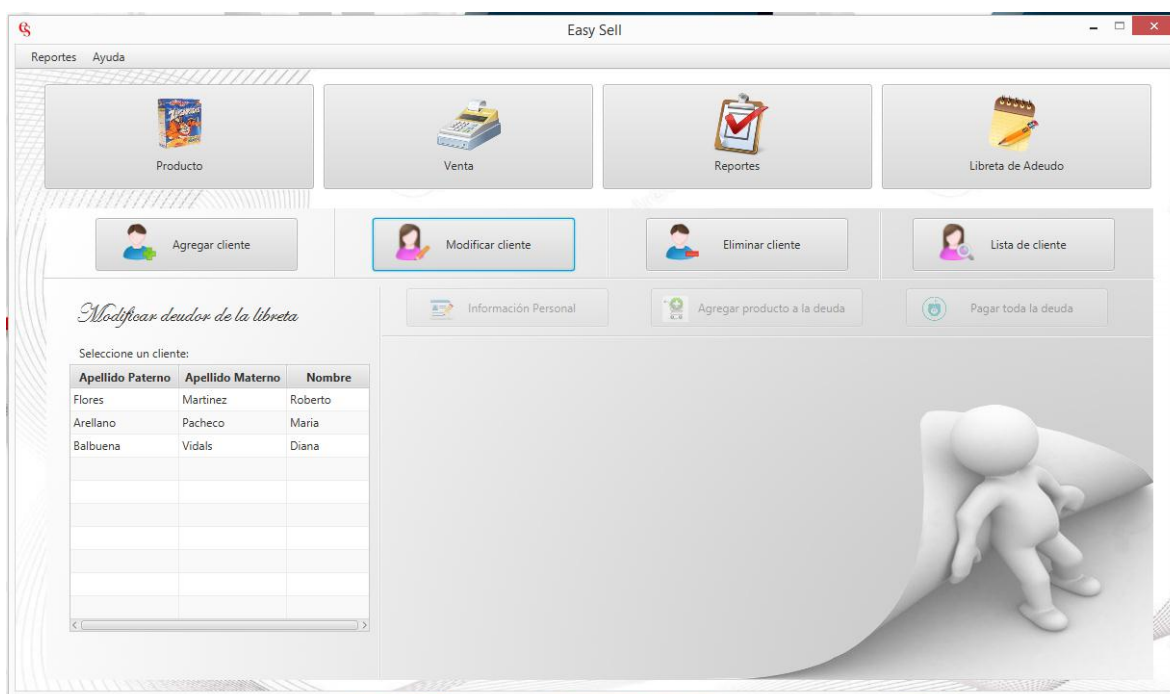 Easy Sell
Reportes Ayuda
Producto Venta Reportes Libreta de Adeudo
Agregar cliente Modificar cliente Eliminar cliente Lista de cliente
Modificar deudor de la libreta
Información Personal Agregar producto a la deuda Pagar toda la deuda
Seleccione un cliente:
Apellido Paterno Apellido Materno Nombre
Flores Martinez Roberto
Arellano Pacheco Maria
Balbuena Vidals Diana